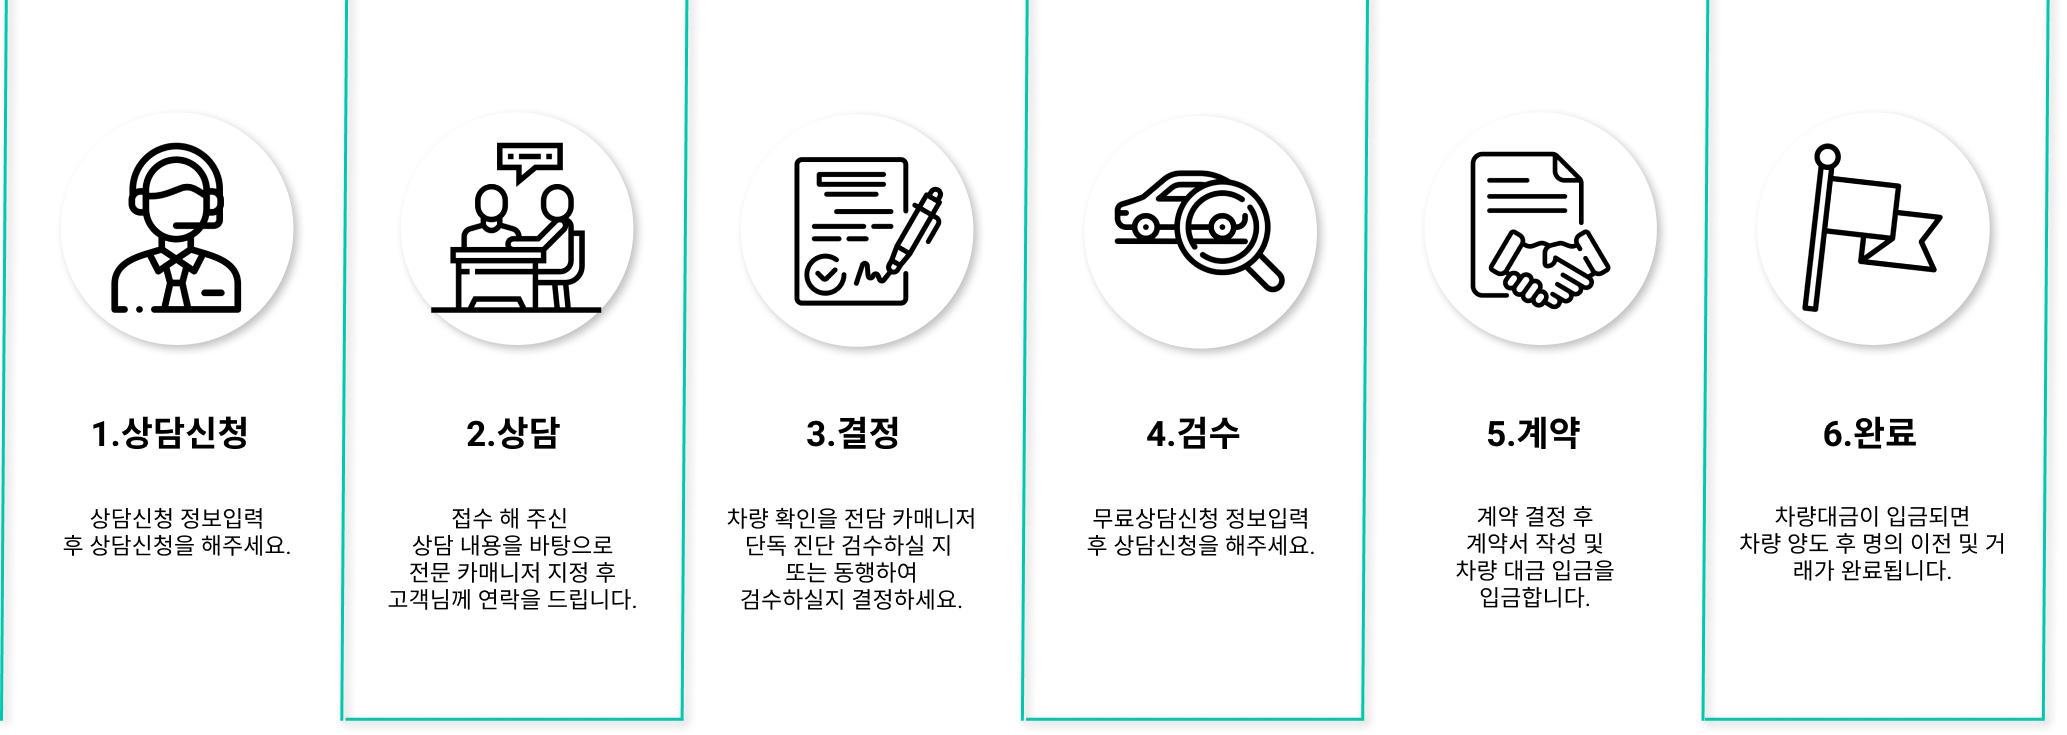 1.상담신청
상담신청 정보입력
후 상담신청을 해주세요.
2.상담
접수 해 주신
상담 내용을 바탕으로
전문 카매니저 지정 후
고객님께 연락을 드립니다.
3.결정
차량 확인을 전담 카매니저
단독 진단 검수하실 지
또는 동행하여
검수하실지 결정하세요.
4.검수
무료상담신청 정보입력
후 상담신청을 해주세요.
5.계약
계약 결정 후
계약서 작성 및
차량 대금 입금을
입금합니다.
6.완료
차량대금이 입금되면
차량 양도 후 명의 이전 및 거
래가 완료됩니다.